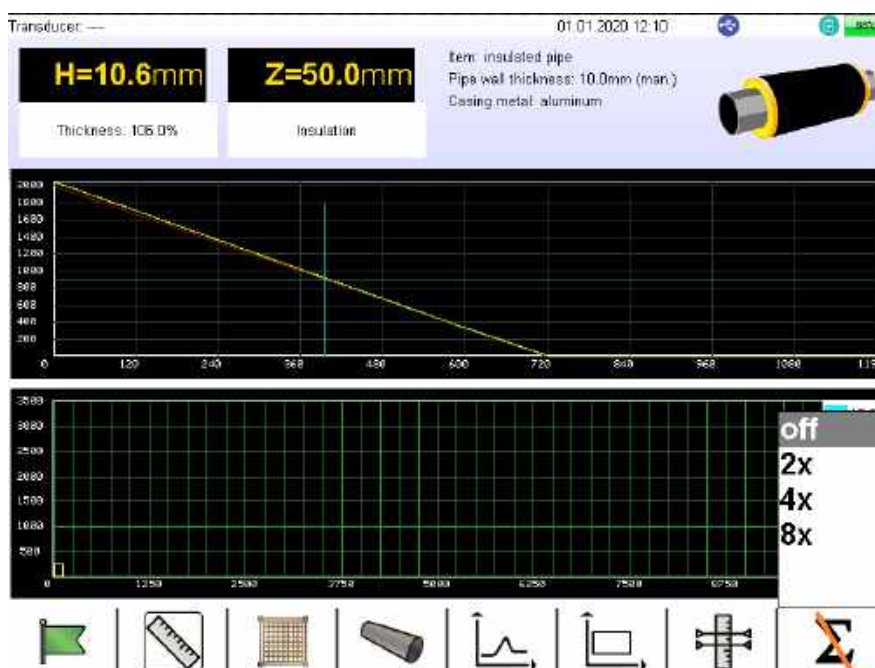 Transducer: ---
01.01.2020 12:10
H=10.6mm
Z=50.0mm
Thickness: 106.0%
Insulation
Item: insulated pipe
Pipe wall thickness: 10.0mm (man.)
Casing metal: aluminum
2000
1800
1600
1400
1200
1000
800
600
400
200
0
120
240
360
480
600
720
840
960
1080
3500
3000
2500
2000
1500
1000
500
0
1250
2500
3750
5000
6250
7500
8750
off
2x
4x
8x
Σ